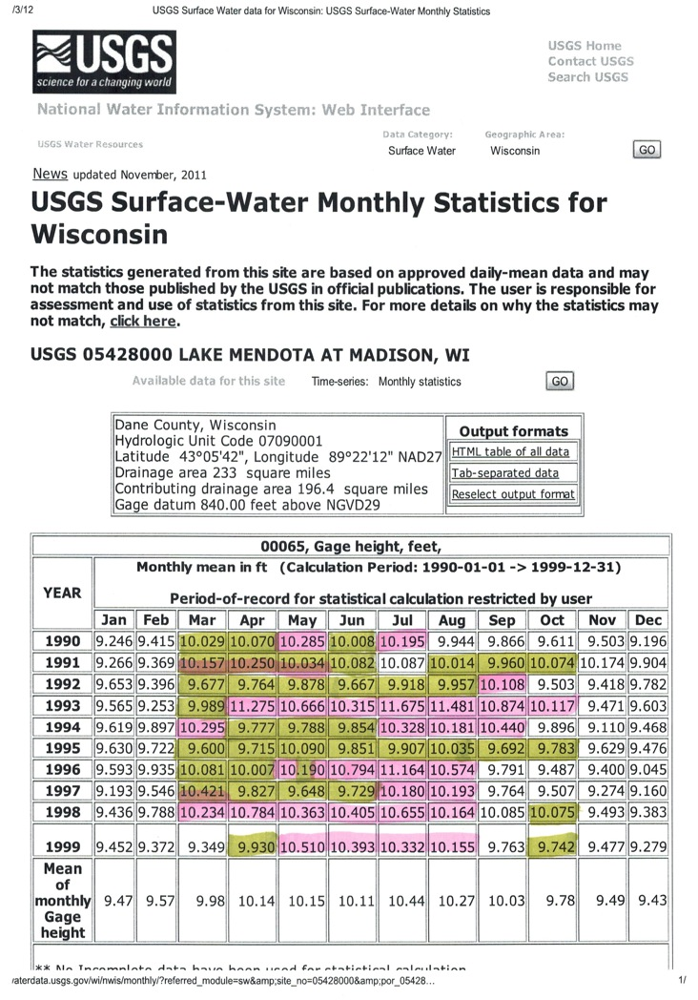 /3/12 USGS Surface Water data for Wisconsin: USGS Surface-Water Monthly Statistics
USGS
science for a changing world
USGS Home
Contact USGS
Search USGS
National Water Information System: Web Interface
USGS Water Resources
Data Category: Geographic Area:
Surface Water Wisconsin GO
News updated November, 2011
USGS Surface-Water Monthly Statistics for
Wisconsin
The statistics generated from this site are based on approved daily-mean data and may
not match those published by the USGS in official publications. The user is responsible for
assessment and use of statistics from this site. For more details on why the statistics may
not match, click here.
USGS 05428000 LAKE MENDOTA AT MADISON, WI
Available data for this site Time-series: Monthly statistics GO
Dane County, Wisconsin
Hydrologic Unit Code 07090001
Latitude 43°05'42", Longitude 89°22'12" NAD27
Drainage area 233 square miles
Contributing drainage area 196.4 square miles
Gage datum 840.00 feet above NGVD29
Output formats
HTML table of all data
Tab-separated data
Reselect output format
00065, Gage height, feet,
YEAR
Monthly mean in ft (Calculation Period: 1990-01-01 -> 1999-12-31)
Period-of-record for statistical calculation restricted by user
Jan Feb Mar Apr May Jun Jul Aug Sep Oct Nov Dec
1990 9.246 9.415 10.029 10.070 10.285 10.008 10.195 9.944 9.866 9.611 9.503 9.196
1991 9.266 9.369 10.157 10.250 10.034 10.082 10.087 10.014 9.960 10.074 10.174 9.904
1992 9.653 9.396 9.677 9.764 9.878 9.667 9.918 9.957 10.108 9.503 9.418 9.782
1993 9.565 9.253 9.989 11.275 10.666 10.315 11.675 11.481 10.874 10.117 9.471 9.603
1994 9.619 9.897 10.295 9.777 9.788 9.854 10.328 10.181 10.440 9.896 9.110 9.468
1995 9.630 9.722 9.600 9.715 10.090 9.851 9.907 10.035 9.692 9.783 9.629 9.476
1996 9.593 9.935 10.081 10.007 10.190 10.794 11.164 10.574 9.791 9.487 9.400 9.045
1997 9.193 9.546 10.421 9.827 9.648 9.729 10.180 10.193 9.764 9.507 9.274 9.160
1998 9.436 9.788 10.234 10.784 10.363 10.405 10.655 10.164 10.085 10.075 9.493 9.383
1999 9.452 9.372 9.349 9.930 10.510 10.393 10.332 10.155 9.763 9.742 9.477 9.279
Mean
of
monthly
Gage
height
9.47 9.57 9.98 10.14 10.15 10.11 10.44 10.27 10.03 9.78 9.49 9.43
** No Incomplete data have been used for statistical calculation
/aterdata.usgs.gov/wi/nwis/monthly/?referred_module=sw&amp;site_no=05428000&amp;por_05428... 1/